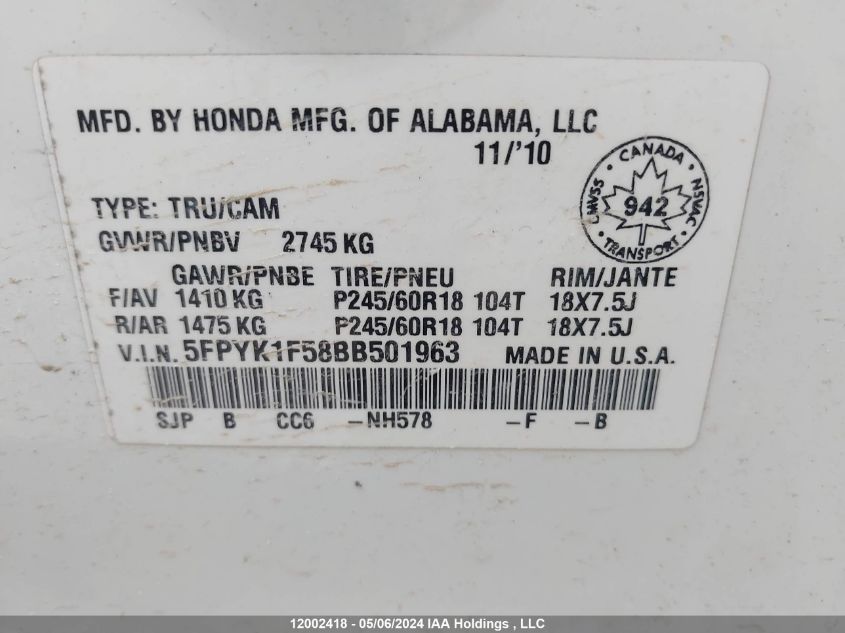 MFD. BY HONDA MFG. OF ALABAMA, LLC
11/'10
CANADA
CMVSS 942 NSVAC
TRANSPORT
TYPE: TRU/CAM
GVWR/PNBV 2745 KG
GAWR/PNBE TIRE/PNEU RIM/JANTE
F/AV 1410 KG P245/60R18 104T 18X7.5J
R/AR 1475 KG P245/60R18 104T 18X7.5J
V.I.N. 5FPYK1F58BB501963 MADE IN U.S.A.
SJP B CC6 -NH578 -F -B
12002418 - 05/06/2024 IAA Holdings , LLC